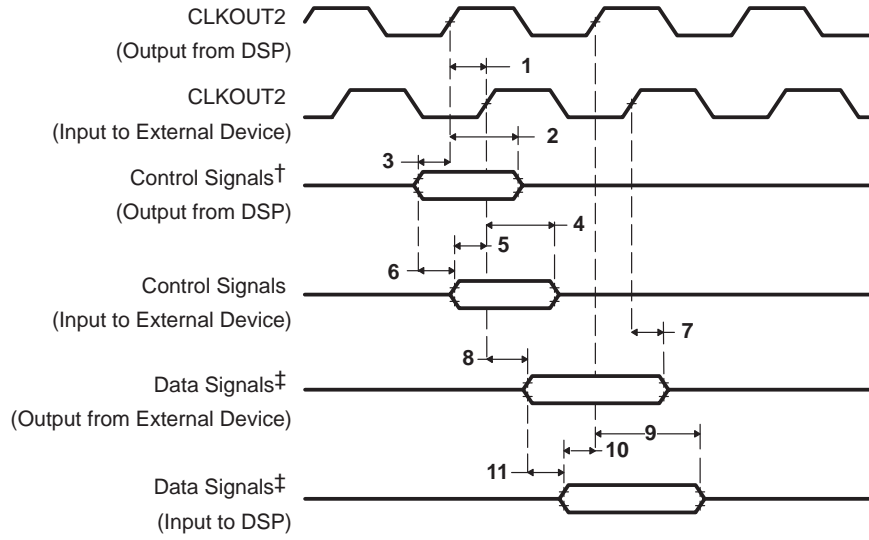 CLKOUT2
(Output from DSP)
1
CLKOUT2
(Input to External Device)
2
3
Control Signals†
(Output from DSP)
4
5
6
Control Signals
(Input to External Device)
7
8
Data Signals‡
(Output from External Device)
9
10
11
Data Signals‡
(Input to DSP)